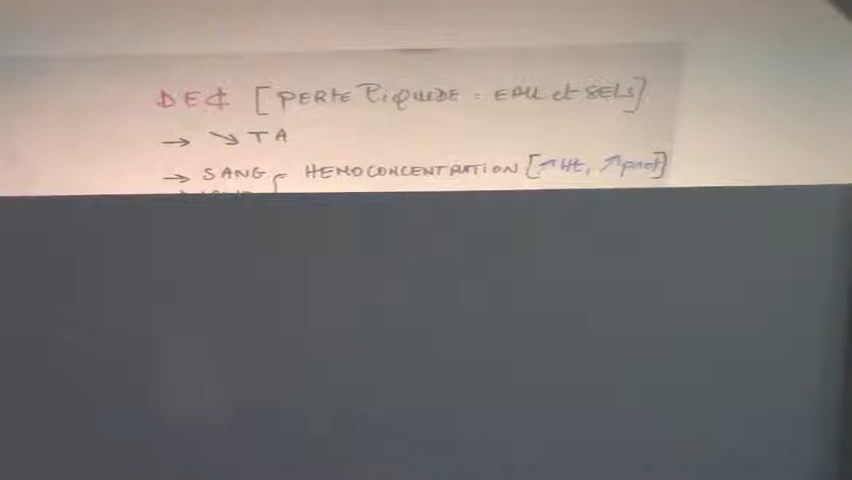 DEC [PERTE LiQUIDE : EAU et SELS]
→ ↘ TA
→ SANG HEMOCONCENTRATION [↗Ht, ↗prot]